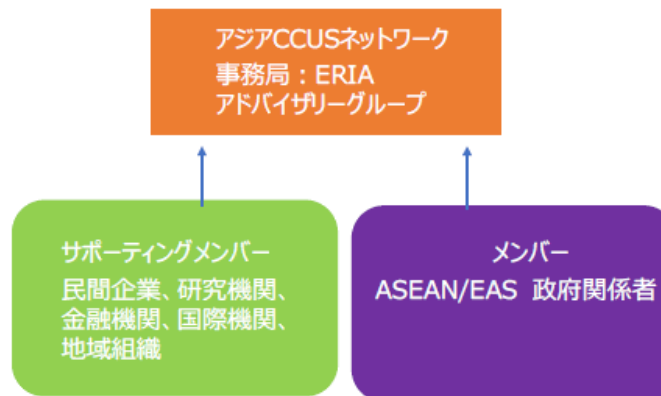 アジアCCUSネットワーク
事務局：ERIA
アドバイザリーグループ
サポーティングメンバー
民間企業、研究機関、
金融機関、国際機関、
地域組織
メンバー
ASEAN/EAS 政府関係者